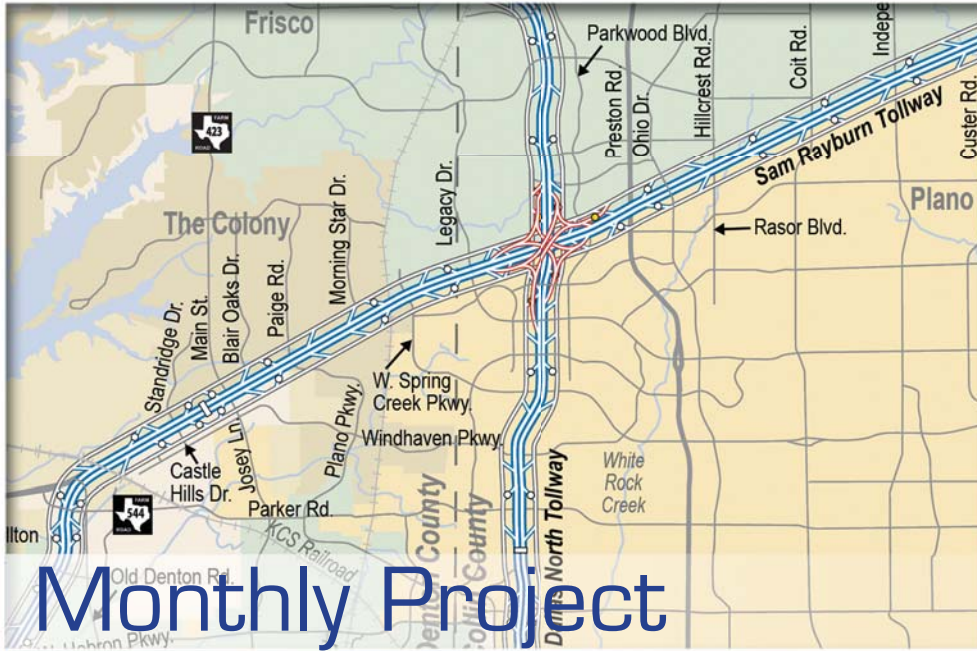 Frisco
Parkwood Blvd.
Preston Rd
Ohio Dr.
Hillcrest Rd.
Coit Rd.
Custer Rd.
FARM
423
ROAD
The Colony
Legacy Dr.
Sam Rayburn Tollway
Plano
Rasor Blvd.
Standridge Dr.
Main St.
Blair Oaks Dr.
Paige Rd.
Morning Star Dr.
W. Spring
Creek Pkwy.
Plano Pkwy.
Windhaven Pkwy.
Castle
Hills Dr.
Josey Ln.
White
Rock
Creek
FARM
544
ROAD
Parker Rd.
KCS Railroad
Denton County
Collin County
Dallas North Tollway
Old Denton Rd.
Hebron Pkwy.
Monthly Project